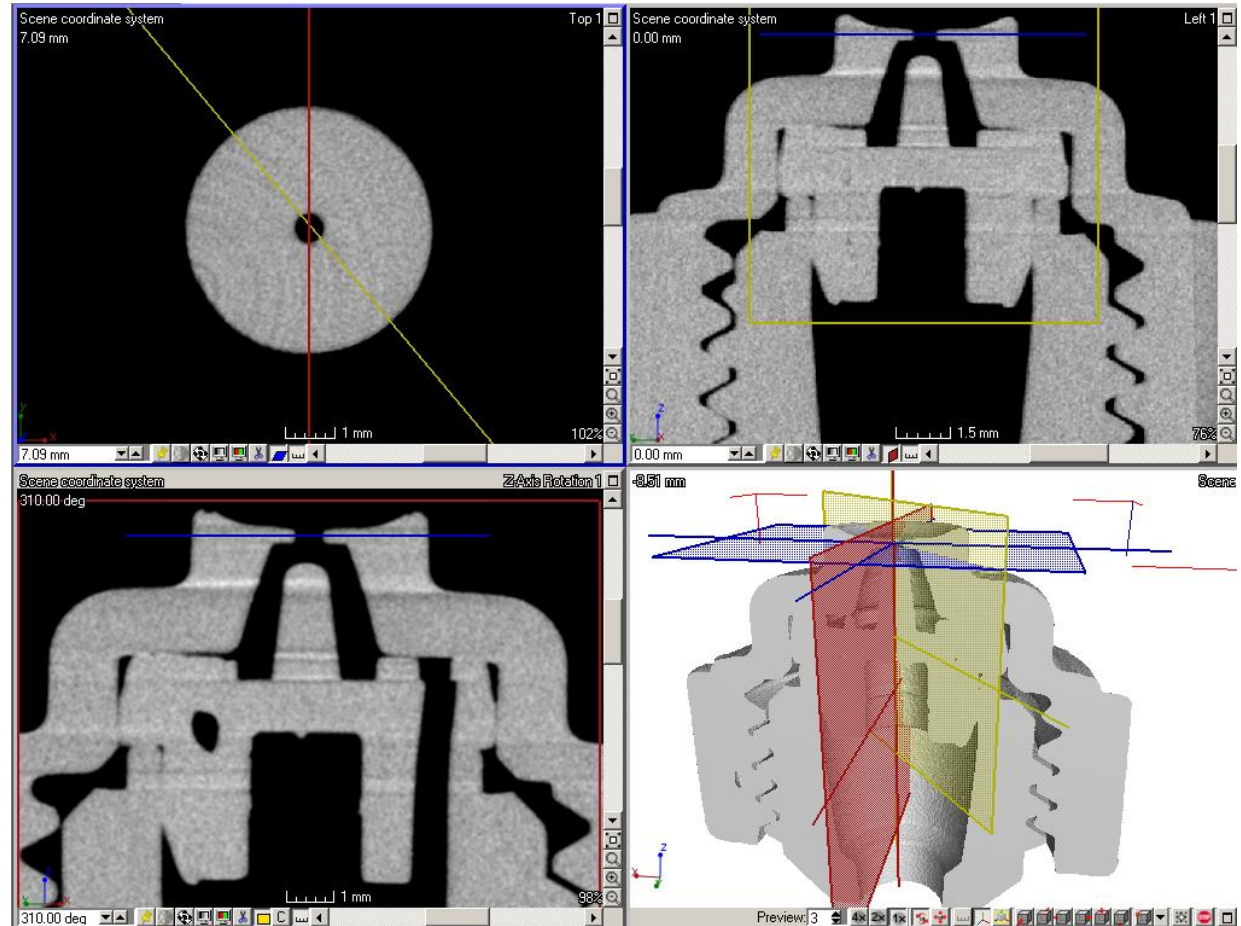 Scene coordinate system
Top 1
7.09 mm
y
x
1 mm
102%
7.09 mm
Scene coordinate system
Left 1
0.00 mm
z
x
1.5 mm
76%
0.00 mm
Scene coordinate system
Z-Axis Rotation 1
310.00 deg
z
1 mm
98%
310.00 deg
C
-8.51 mm
Scene
z
x
y
Preview: 3
4x 2x 1x